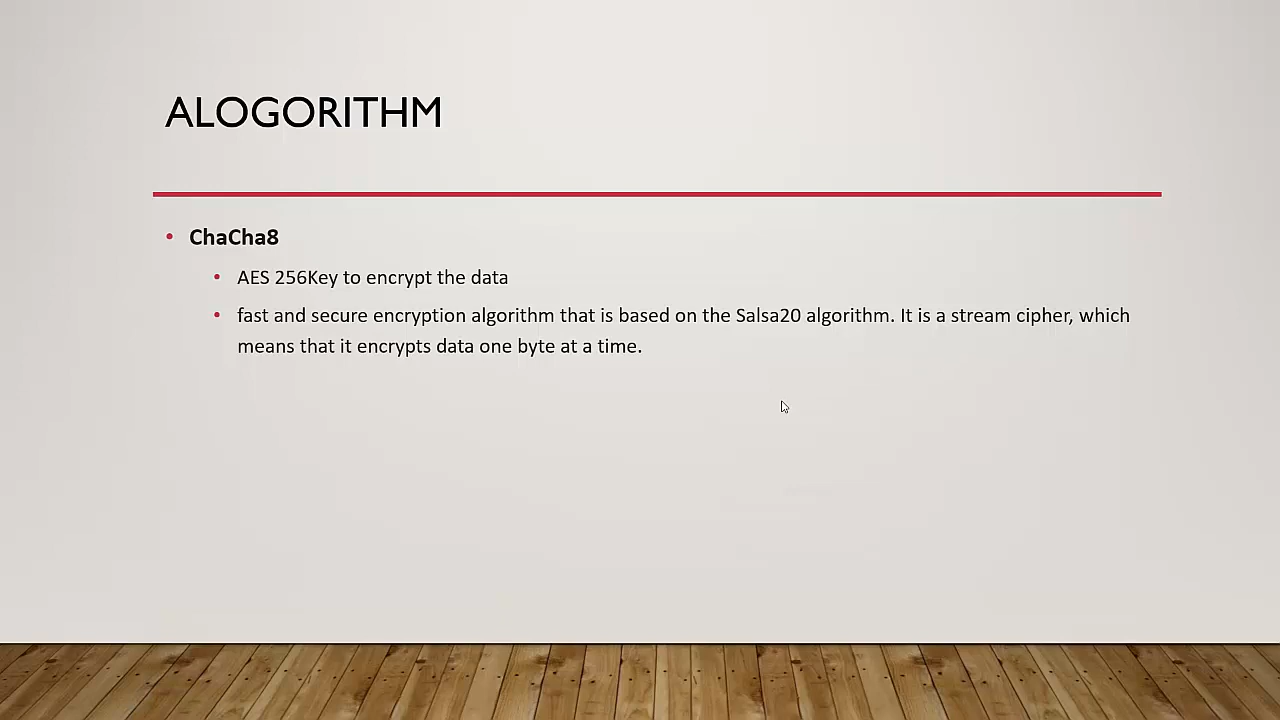 ALOGORITHM
• ChaCha8
• AES 256Key to encrypt the data
• fast and secure encryption algorithm that is based on the Salsa20 algorithm. It is a stream cipher, which
means that it encrypts data one byte at a time.